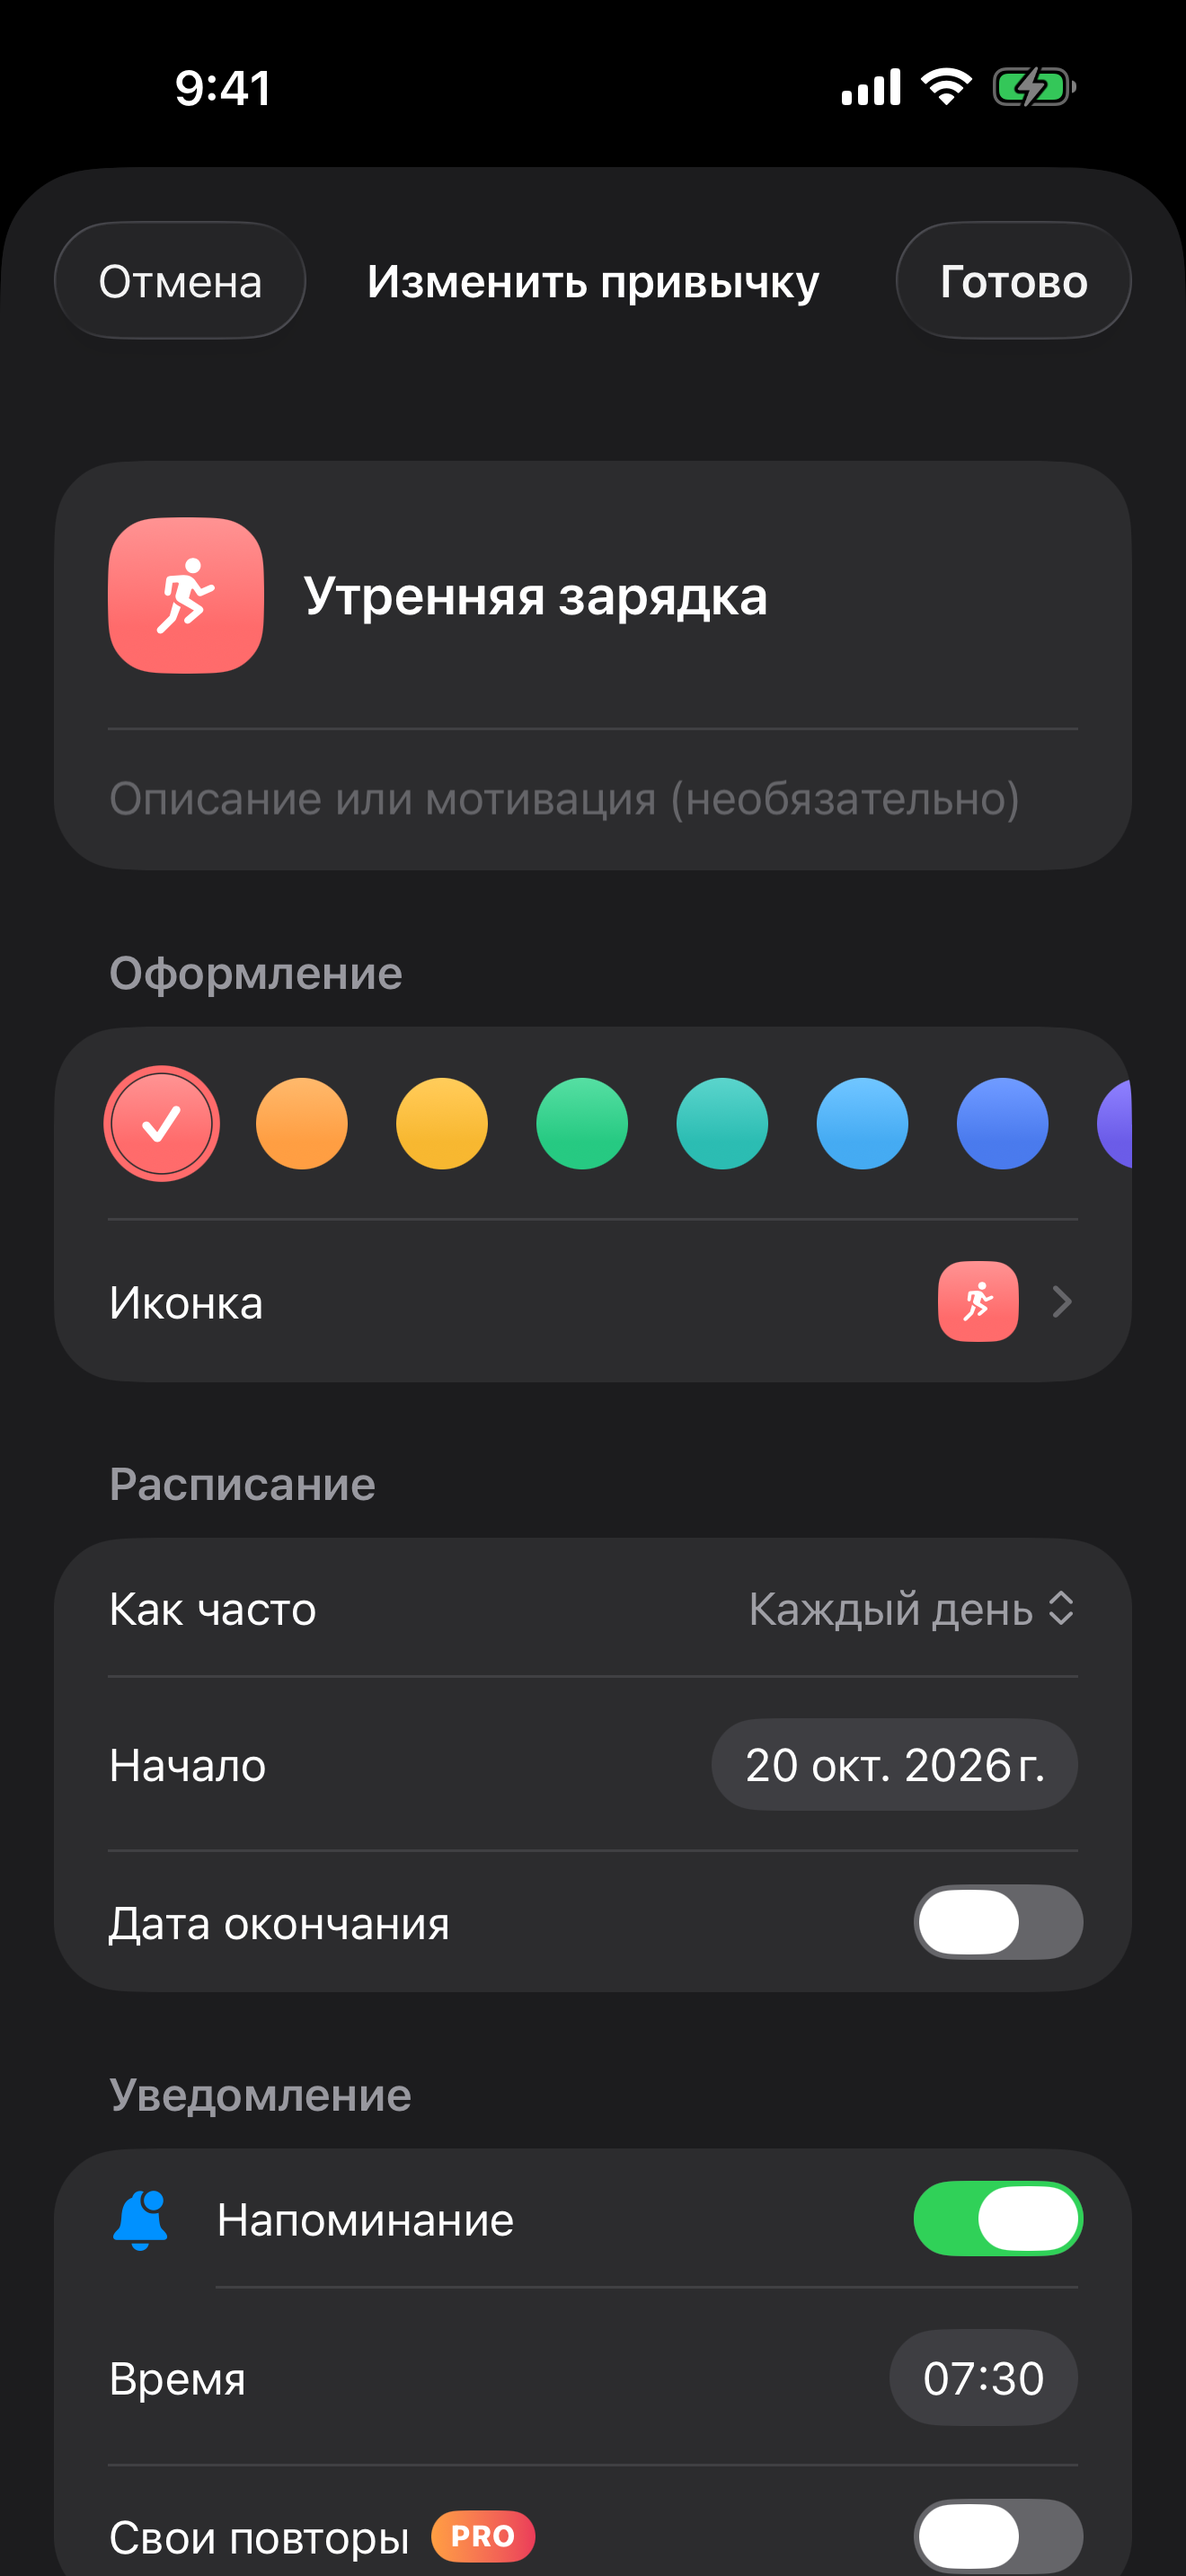 9:41
Отмена
Изменить привычку
Готово
Утренняя зарядка
Описание или мотивация (необязательно)
Оформление
Иконка
Расписание
Как часто
Каждый день
Начало
20 окт. 2026 г.
Дата окончания
Уведомление
Напоминание
Время
07:30
Свои повторы
PRO